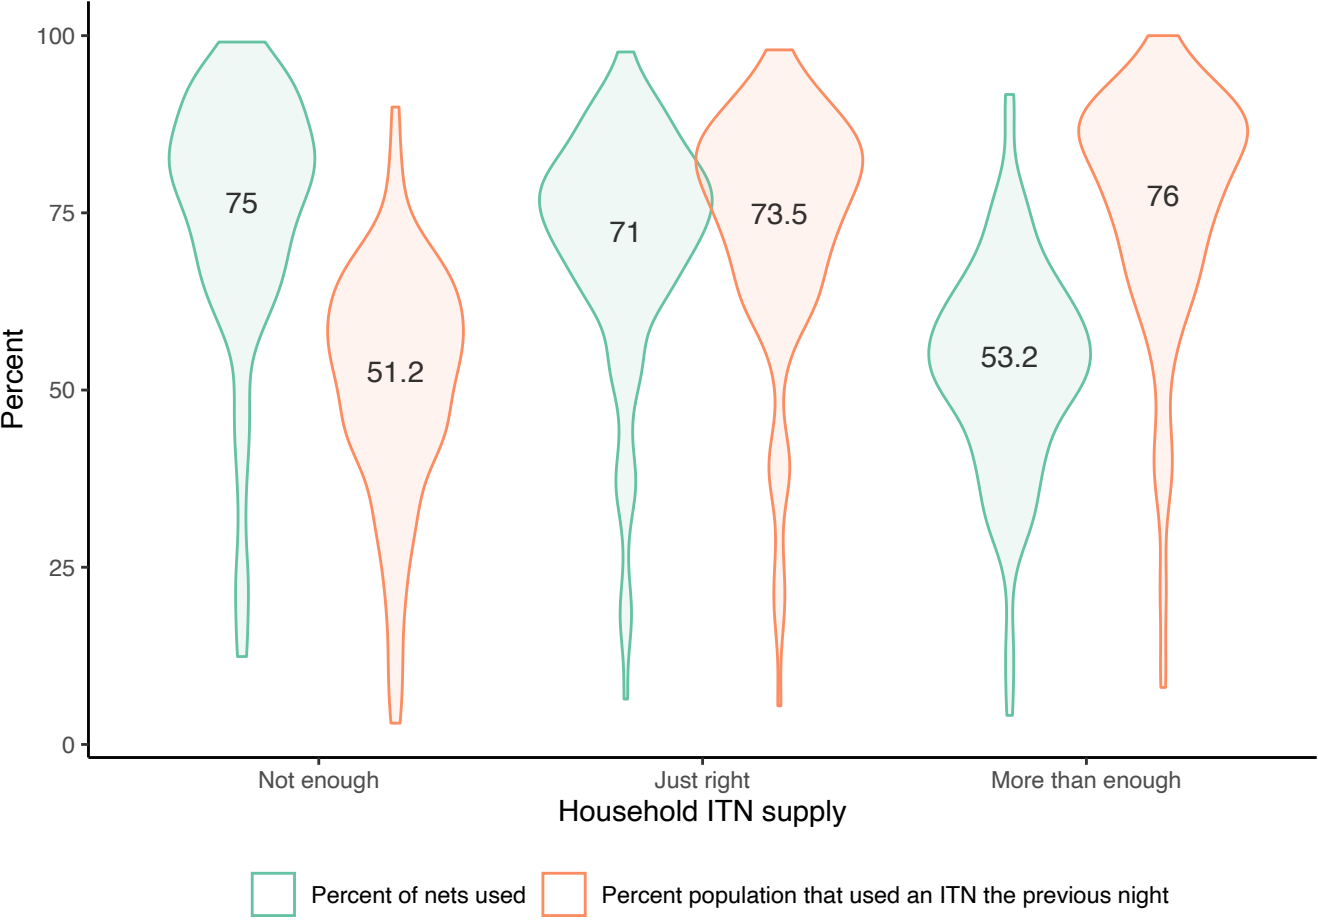 100
75
50
25
0
Percent
75
51.2
71
73.5
53.2
76
Not enough
Just right
More than enough
Household ITN supply
Percent of nets used
Percent population that used an ITN the previous night